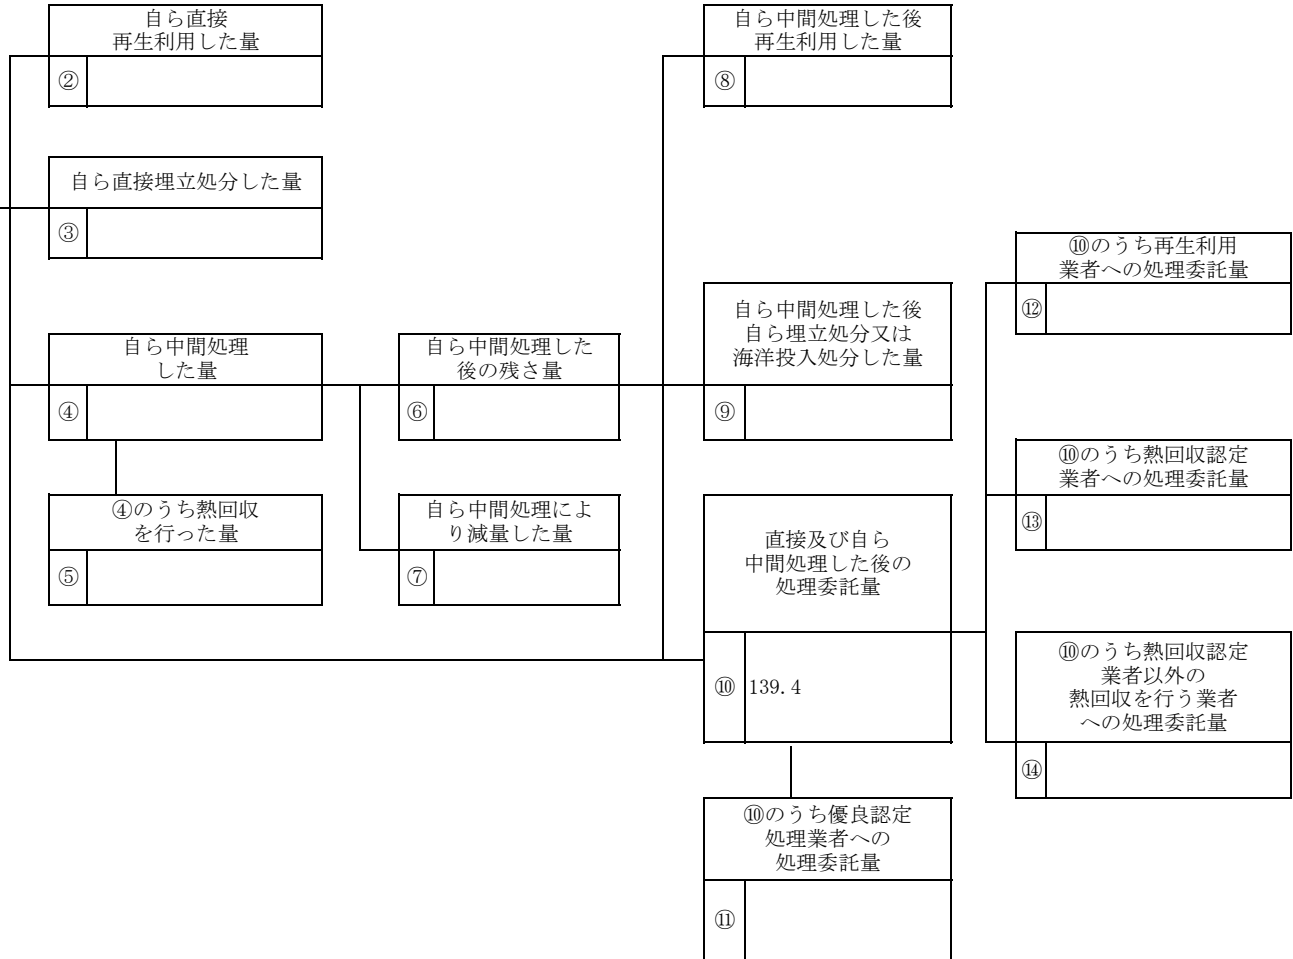 自ら直接
再生利用した量
②
自ら直接埋立処分した量
③
自ら中間処理
した量
④
④のうち熱回収
を行った量
⑤
自ら中間処理した
後の残さ量
⑥
自ら中間処理によ
り減量した量
⑦
自ら中間処理した後
再生利用した量
⑧
自ら中間処理した後
自ら埋立処分又は
海洋投入処分した量
⑨
直接及び自ら
中間処理した後の
処理委託量
⑩ 139.4
⑩のうち優良認定
処理業者への
処理委託量
⑪
⑩のうち再生利用
業者への処理委託量
⑫
⑩のうち熱回収認定
業者への処理委託量
⑬
⑩のうち熱回収認定
業者以外の
熱回収を行う業者
への処理委託量
⑭